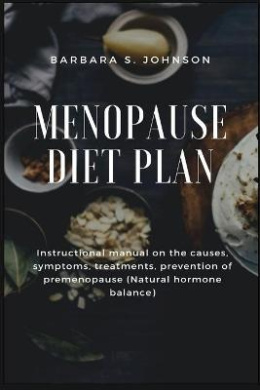 BARBARA S. JOHNSON
MENOPAUSE
DIET PLAN
Instructional manual on the causes,
symptoms, treatments, prevention of
premenopause (Natural hormone
balance)